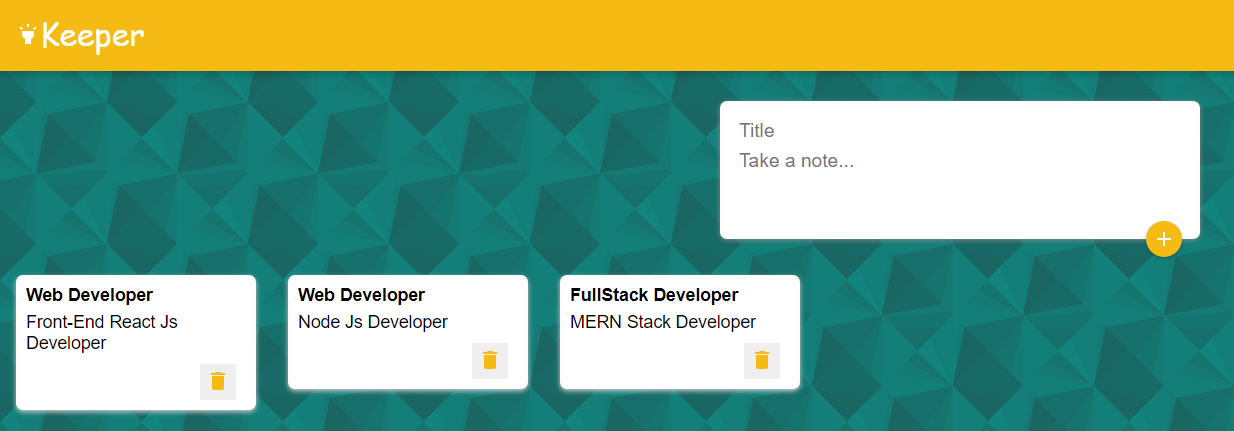 Keeper
Title
Take a note...
Web Developer
Front-End React Js
Developer
Web Developer
Node Js Developer
FullStack Developer
MERN Stack Developer